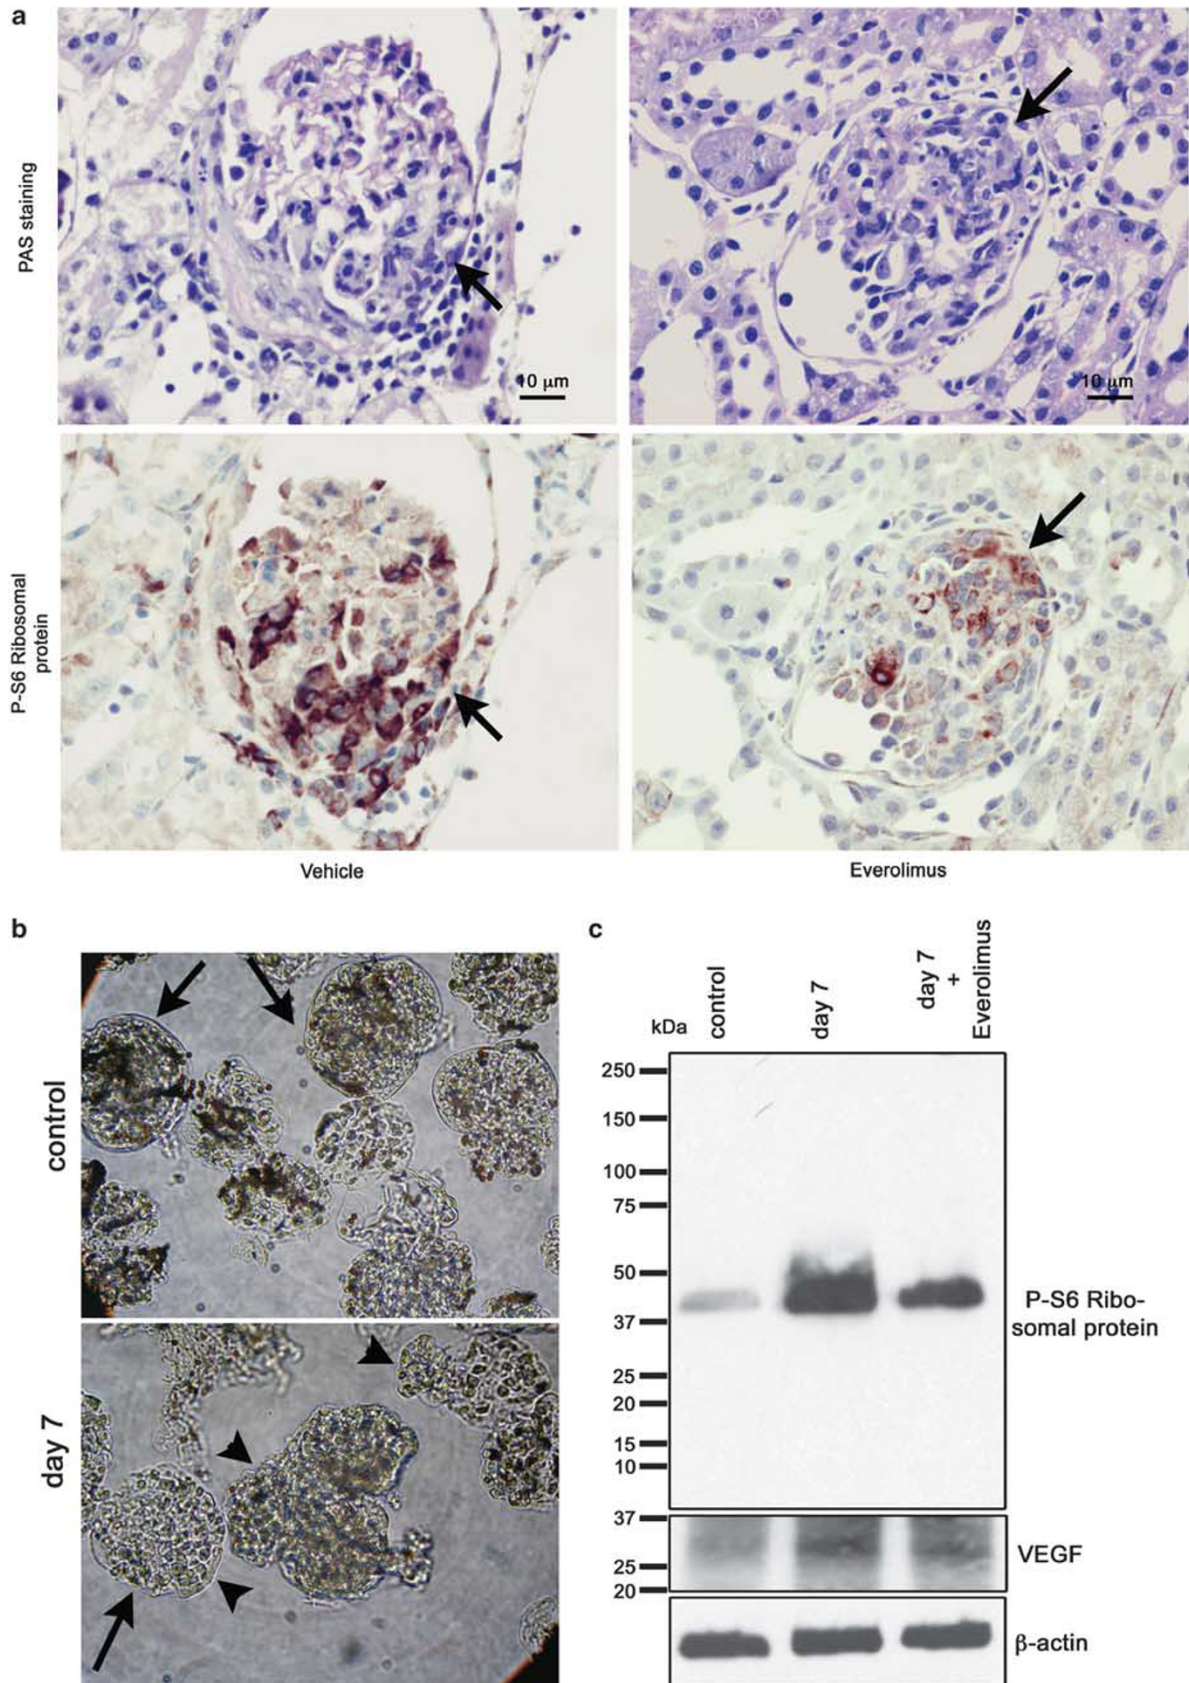 a
PAS staining
10 μm
10 μm
P-S6 Ribosomal
protein
Vehicle
Everolimus
b
control
day 7
c
kDa
control
day 7
day 7
+
Everolimus
250
150
100
75
50
37
25
20
15
10
P-S6 Ribo-
somal protein
37
25
20
VEGF
β-actin